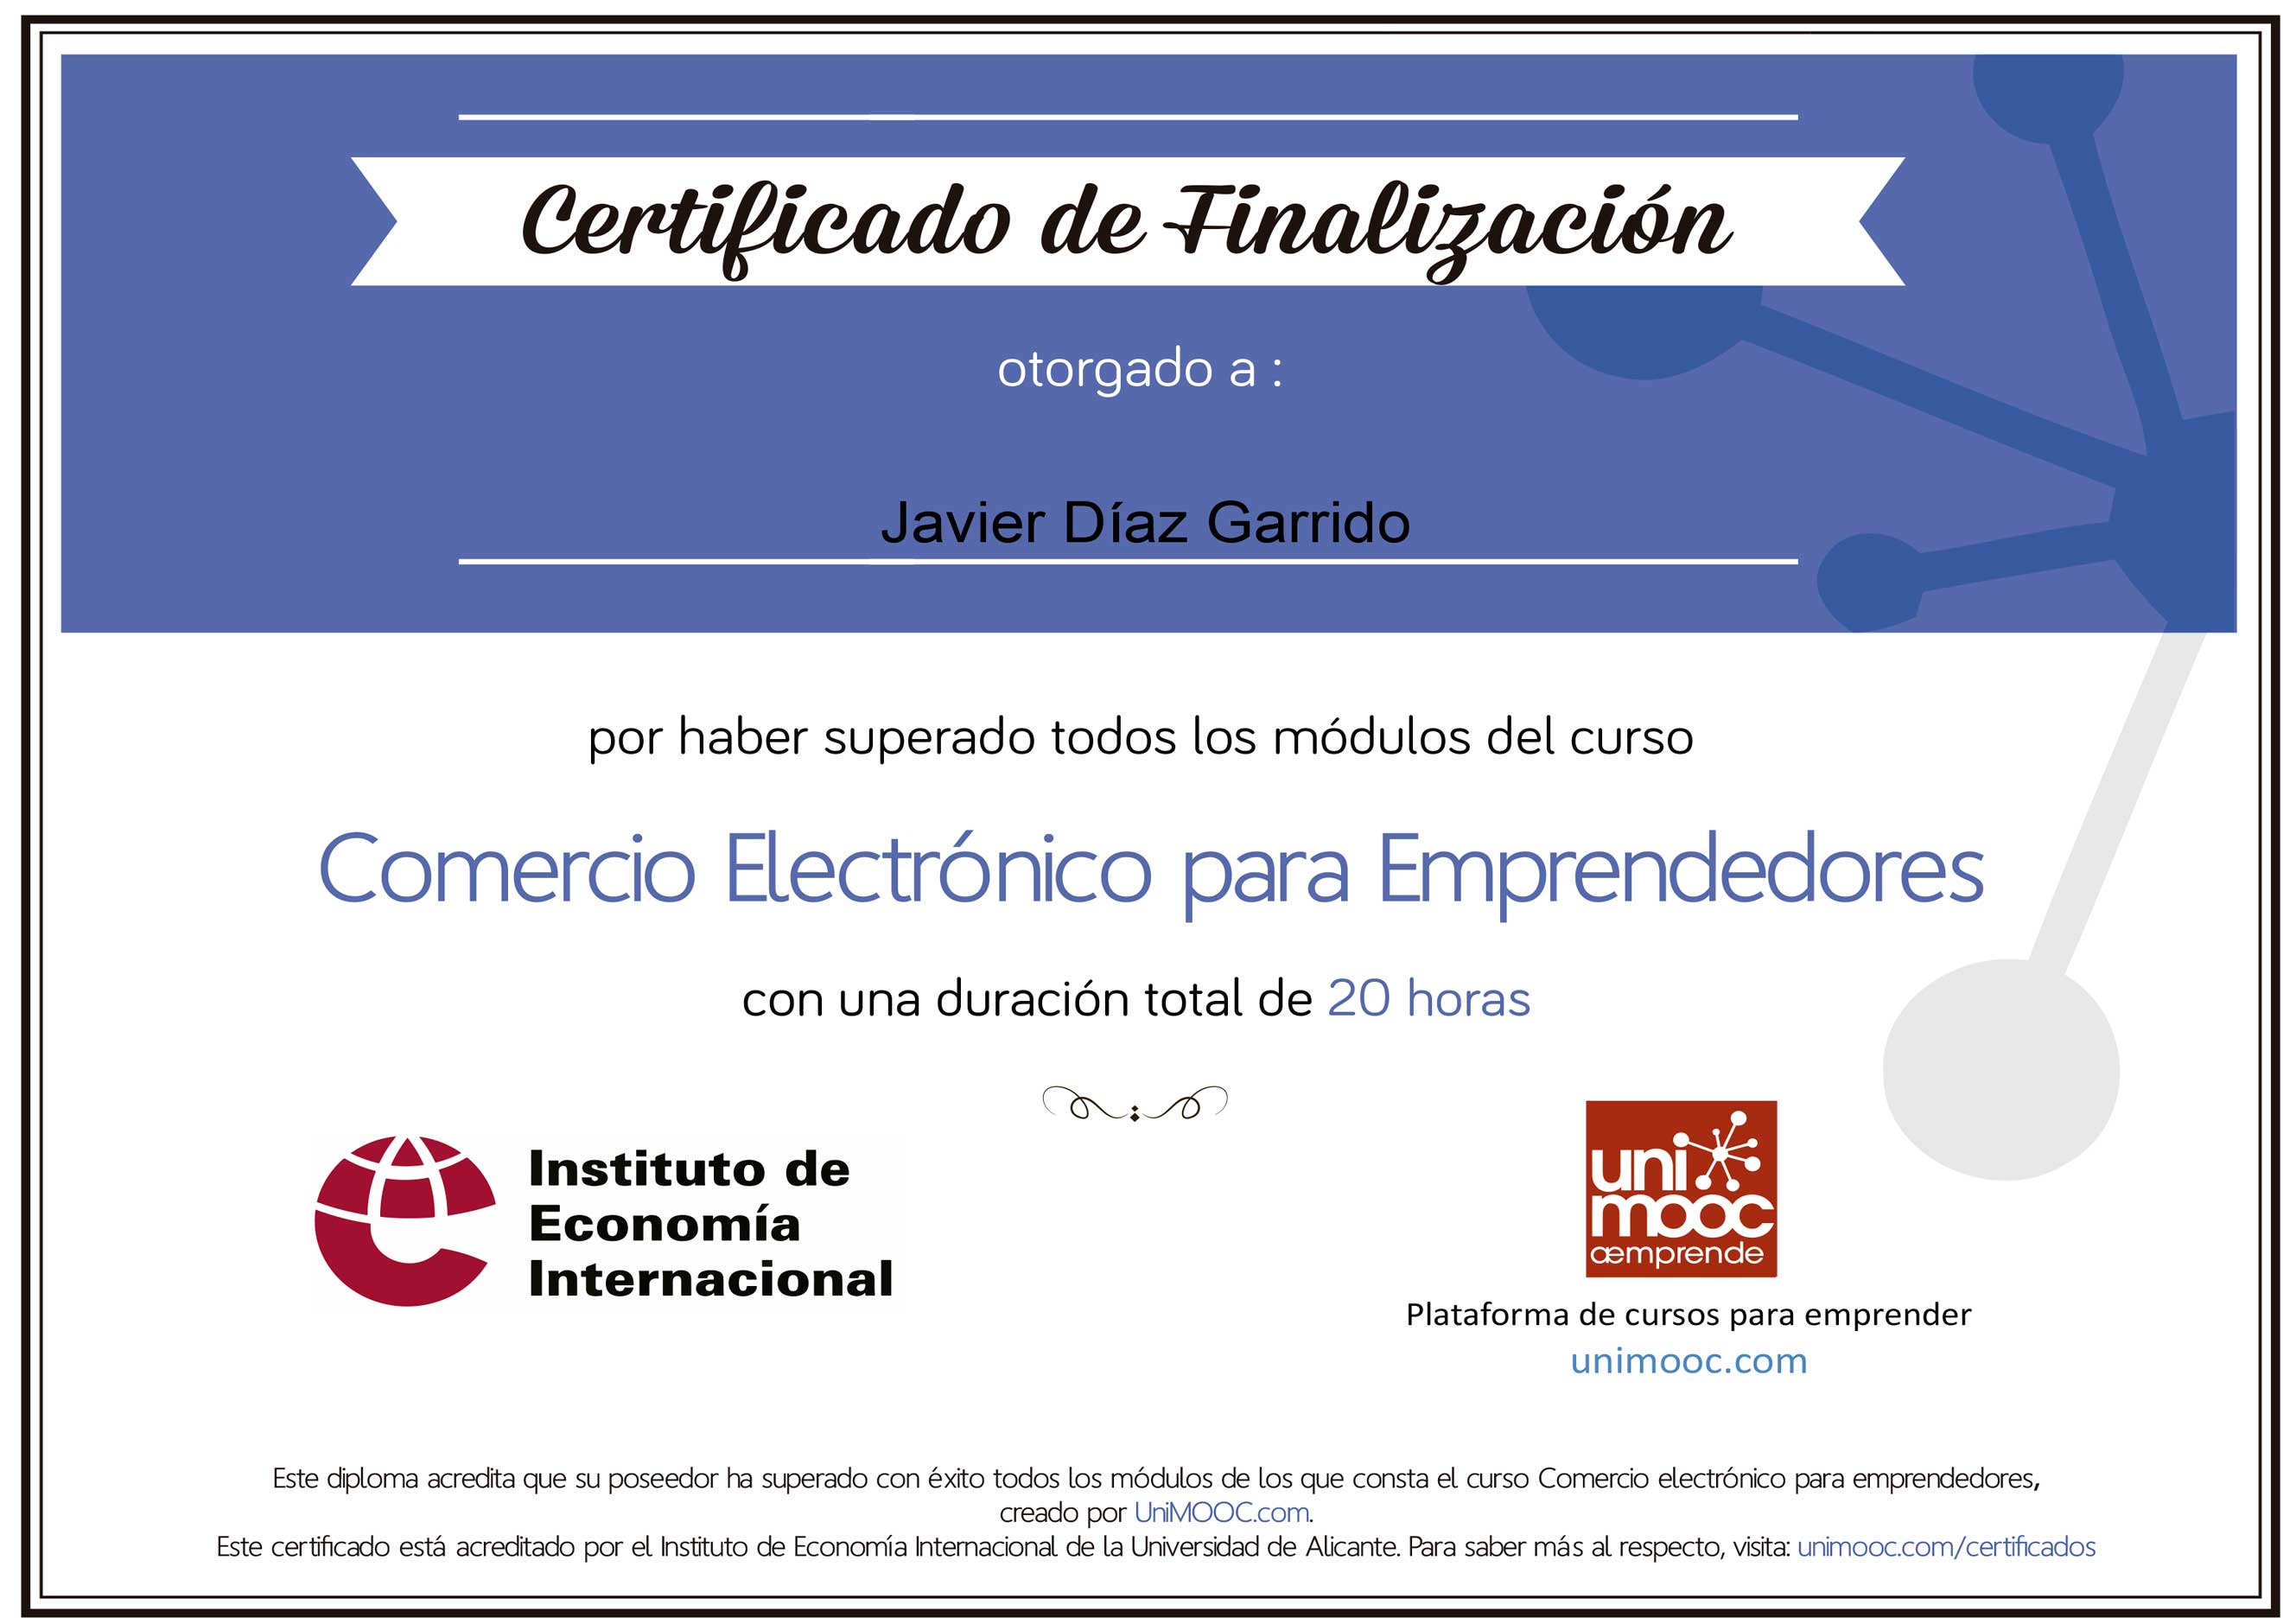 Certificado de Finalización
otorgado a :
Javier Díaz Garrido
por haber superado todos los módulos del curso
Comercio Electrónico para Emprendedores
con una duración total de 20 horas
Instituto de
Economía
Internacional
uni
mooc
æmprende
Plataforma de cursos para emprender
unimooc.com
Este diploma acredita que su poseedor ha superado con éxito todos los módulos de los que consta el curso Comercio electrónico para emprendedores,
creado por UniMOOC.com.
Este certificado está acreditado por el Instituto de Economía Internacional de la Universidad de Alicante. Para saber más al respecto, visita: unimooc.com/certificados